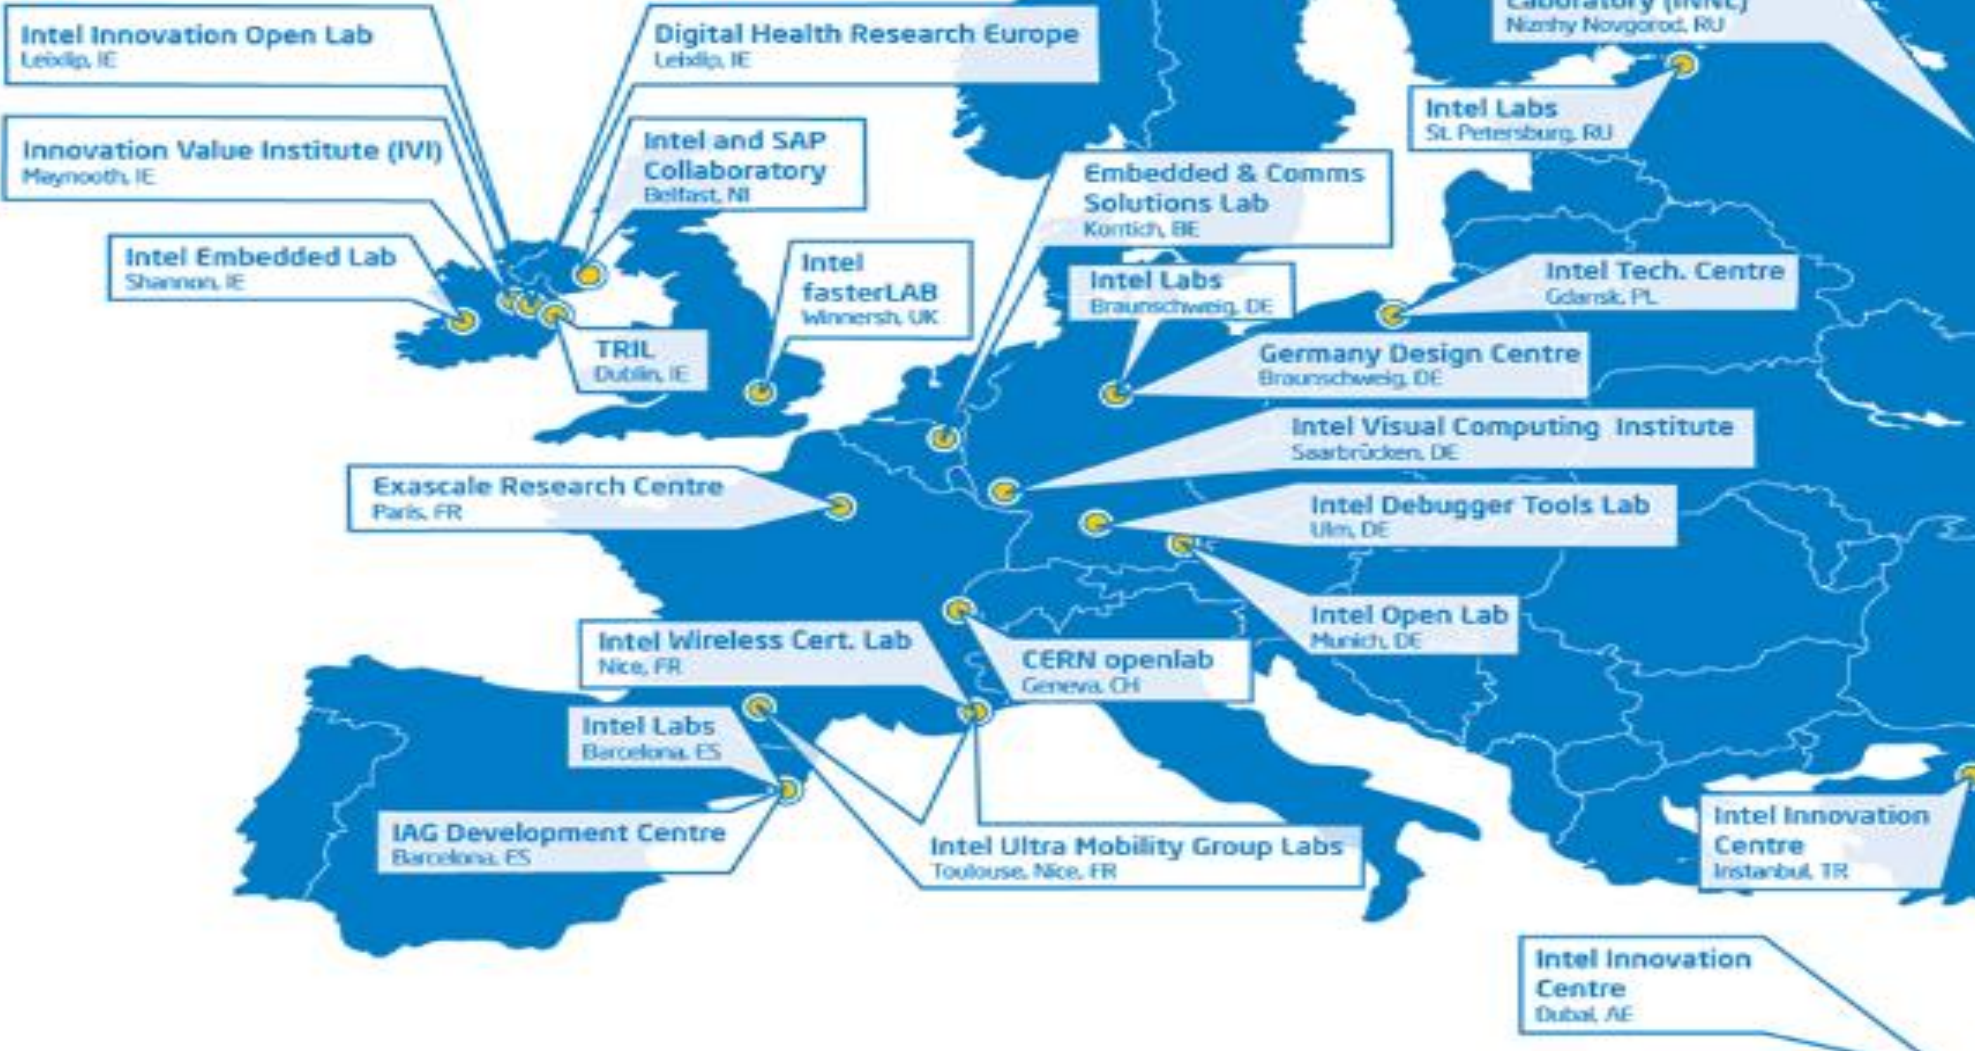 Intel Innovation Open Lab
Leixlip, IE
Digital Health Research Europe
Leixlip, IE
Laboratory (INNL)
Niznhy Novgorod, RU
Intel Labs
St. Petersburg, RU
Innovation Value Institute (IVI)
Maynooth, IE
Intel and SAP
Collaboratory
Belfast, NI
Embedded & Comms
Solutions Lab
Kontich, BE
Intel Embedded Lab
Shannon, IE
Intel
fasterLAB
Winnersh, UK
Intel Labs
Braunschweig, DE
Intel Tech. Centre
Gdansk, PL
TRIL
Dublin, IE
Germany Design Centre
Braunschweig, DE
Intel Visual Computing Institute
Saarbrücken, DE
Exascale Research Centre
Paris, FR
Intel Debugger Tools Lab
Ulm, DE
Intel Open Lab
Munich, DE
Intel Wireless Cert. Lab
Nice, FR
CERN openlab
Geneva, CH
Intel Labs
Barcelona, ES
IAG Development Centre
Barcelona, ES
Intel Ultra Mobility Group Labs
Toulouse, Nice, FR
Intel Innovation
Centre
Instanbul, TR
Intel Innovation
Centre
Dubai, AE